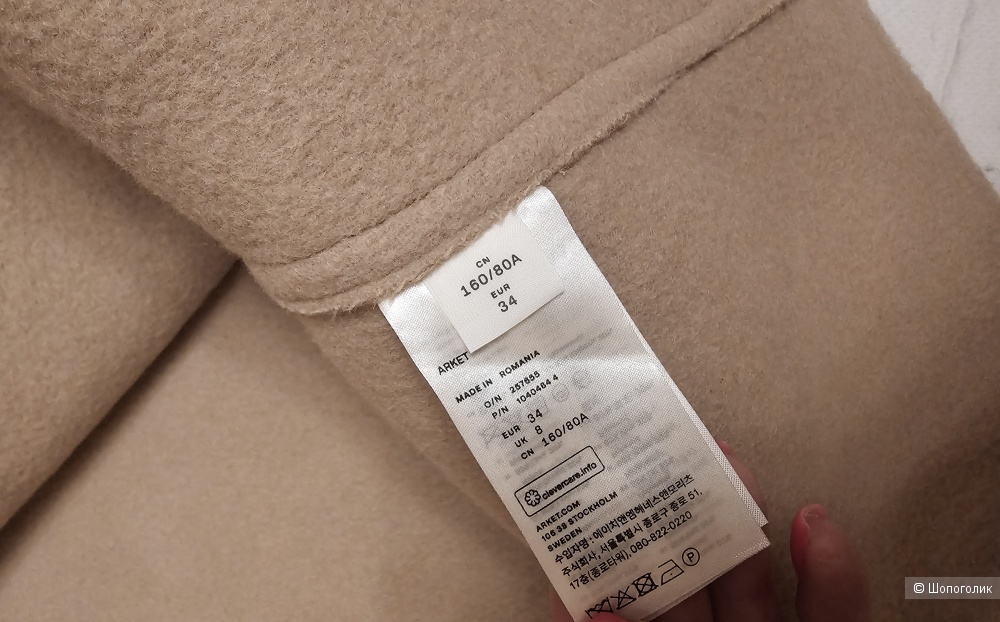 CN
160/80A
EUR
34
ARKET
MADE IN ROMANIA
O/N 257655
P/N 1040484 4
EUR 34
UK 8
CN 160/80A
clevercare.info
ARKET.COM
106 38 STOCKHOLM
SWEDEN
수입자명 : 에이치앤엠헤네스앤모리츠
주식회사, 서울특별시 종로구 종로 51,
17층(종로타워), 080-822-0220
P
© Шопоголик